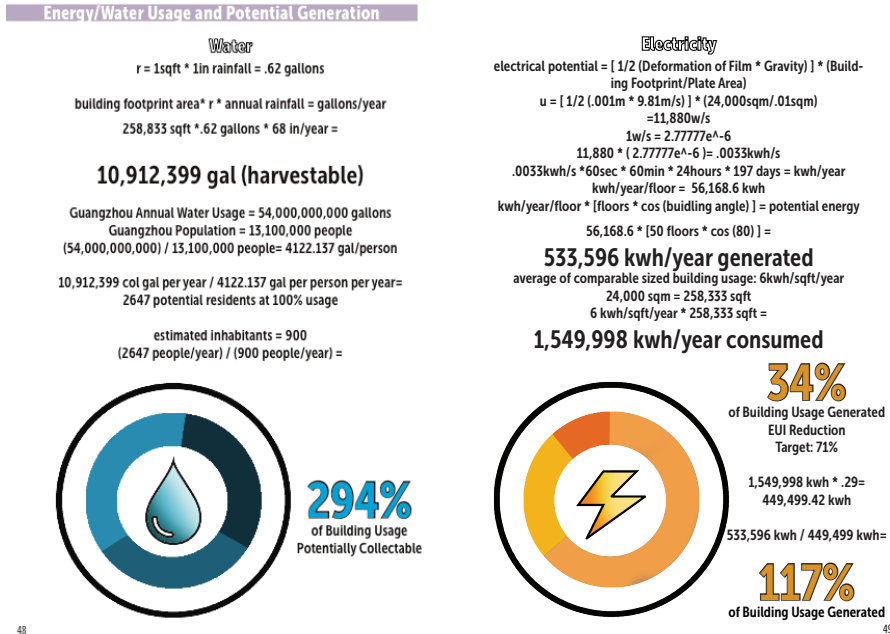 Energy/Water Usage and Potential Generation
Water
r = 1sqft * 1in rainfall = .62 gallons
building footprint area* r * annual rainfall = gallons/year
258,833 sqft *.62 gallons * 68 in/year =
10,912,399 gal (harvestable)
Guangzhou Annual Water Usage = 54,000,000,000 gallons
Guangzhou Population = 13,100,000 people
(54,000,000,000) / 13,100,000 people= 4122.137 gal/person
10,912,399 col gal per year / 4122.137 gal per person per year=
2647 potential residents at 100% usage
estimated inhabitants = 900
(2647 people/year) / (900 people/year) =
294%
of Building Usage
Potentially Collectable
48
Electricity
electrical potential = [ 1/2 (Deformation of Film * Gravity) ] * (Build-
ing Footprint/Plate Area)
u = [ 1/2 (.001m * 9.81m/s) ] * (24,000sqm/.01sqm)
=11,880w/s
1w/s = 2.77777e^-6
11,880 * ( 2.77777e^-6 )= .0033kwh/s
.0033kwh/s *60sec * 60min * 24hours * 197 days = kwh/year
kwh/year/floor = 56,168.6 kwh
kwh/year/floor * [floors * cos (buidling angle) ] = potential energy
56,168.6 * [50 floors * cos (80) ] =
533,596 kwh/year generated
average of comparable sized building usage: 6kwh/sqft/year
24,000 sqm = 258,333 sqft
6 kwh/sqft/year * 258,333 sqft =
1,549,998 kwh/year consumed
34%
of Building Usage Generated
EUI Reduction
Target: 71%
1,549,998 kwh * .29=
449,499.42 kwh
533,596 kwh / 449,499 kwh=
117%
of Building Usage Generated
49